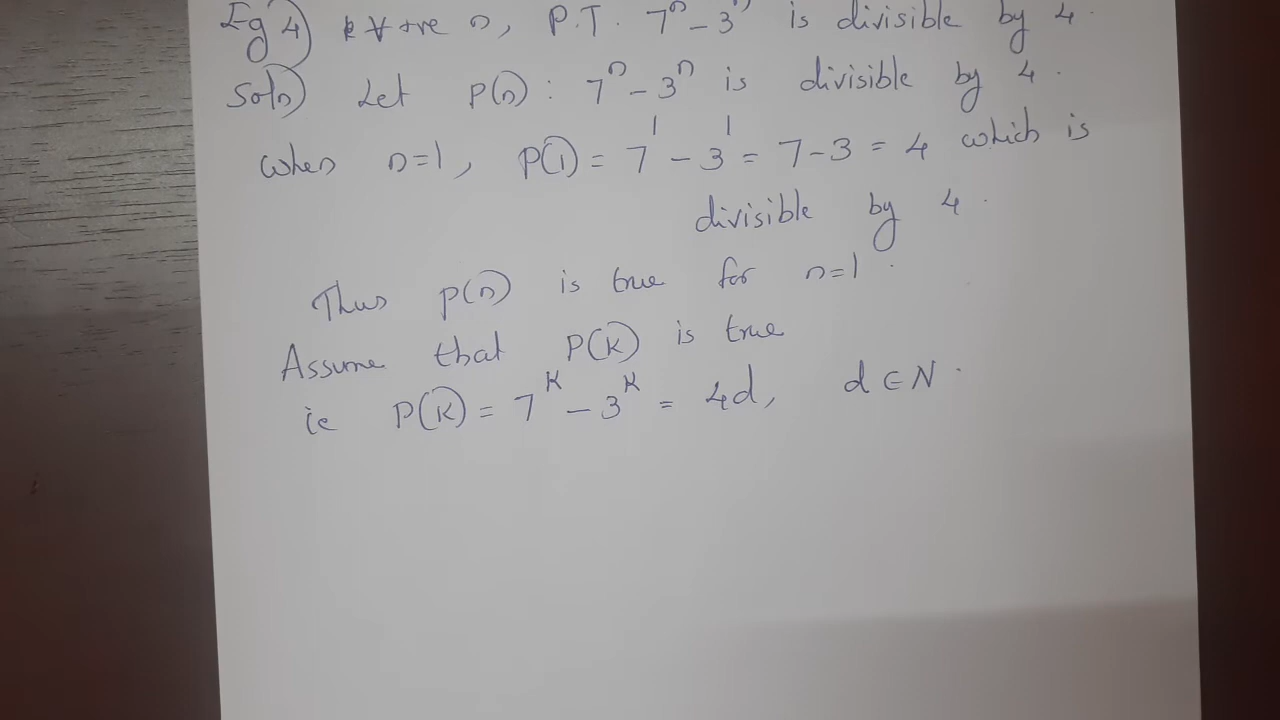 Eg 4) ∀ +ve n, P.T. 7ⁿ - 3ⁿ is divisible by 4.
Soln) Let P(n) : 7ⁿ - 3ⁿ is divisible by 4.
When n=1, P(1) = 7¹ - 3¹ = 7-3 = 4 which is
divisible by 4.
Thus P(n) is true for n=1.
Assume that P(k) is true
ie P(k) = 7ᵏ - 3ᵏ = 4d, d ∈ N.